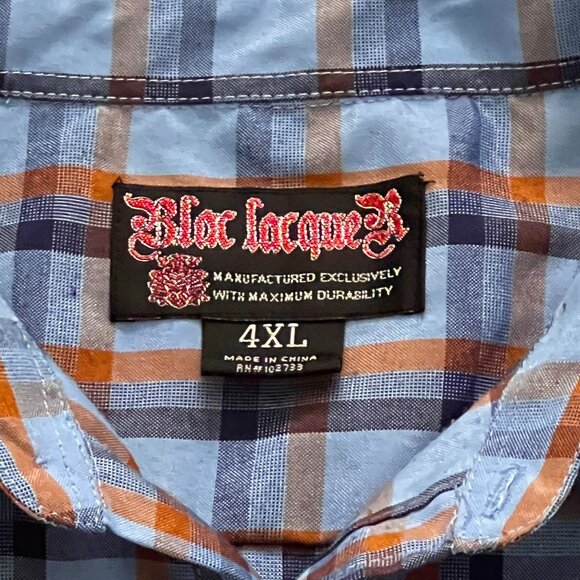 Blac lacqueR
MANUFACTURED EXCLUSIVELY
WITH MAXIMUM DURABILITY
4XL
MADE IN CHINA
RN#102733